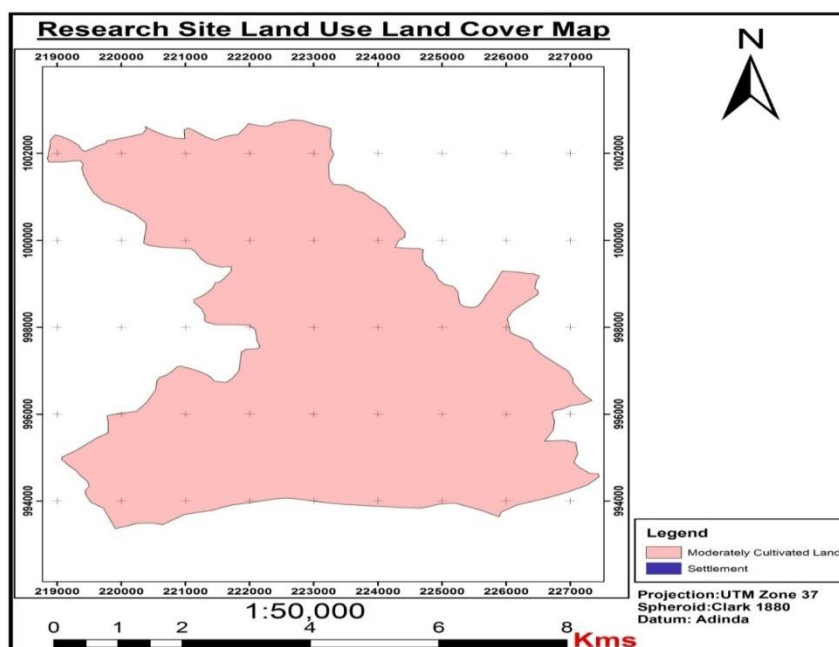 Research Site Land Use Land Cover Map
N
219000 220000 221000 222000 223000 224000 225000 226000 227000
1002000 1002000
1000000 1000000
998000 998000
996000 996000
994000 994000
219000 220000 221000 222000 223000 224000 225000 226000 227000
Legend
Moderately Cultivated Land
Settlement
Projection:UTM Zone 37
Spheroid:Clark 1880
Datum: Adinda
1:50,000
0 1 2 4 6 8 Kms